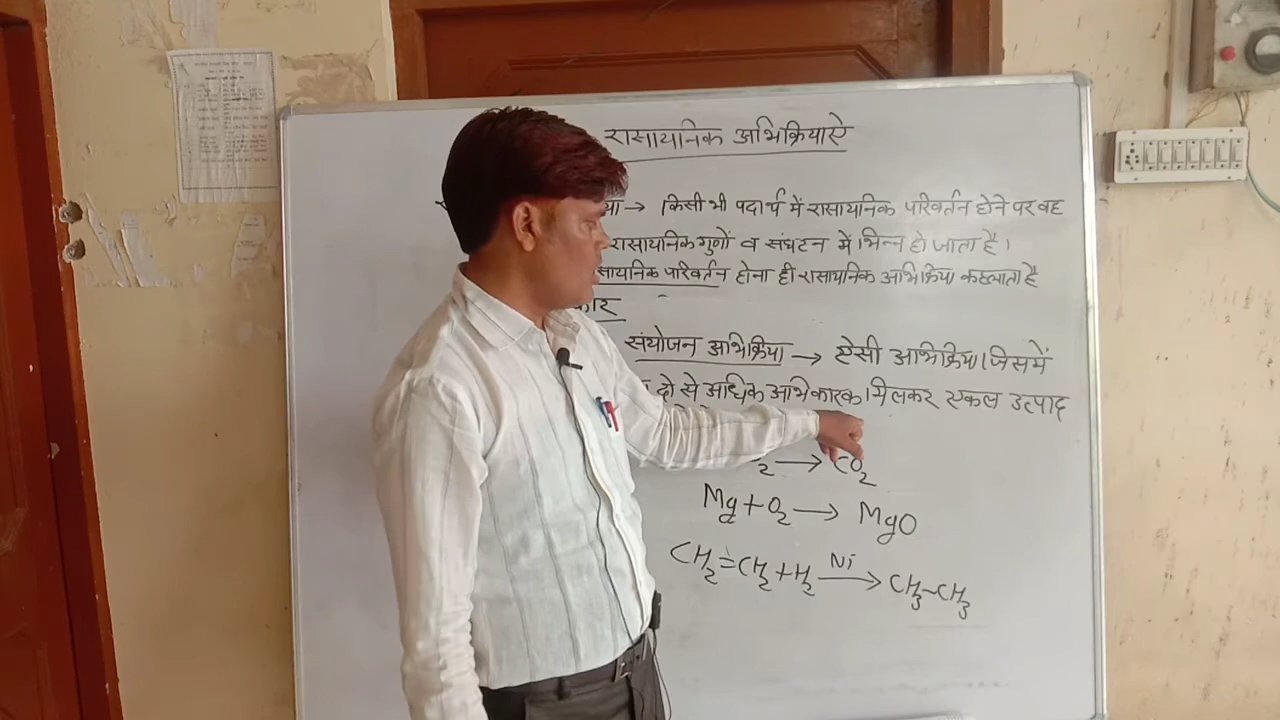 रासायनिक अभिक्रियाऐ
→ किसी भी पदार्थ में रासायनिक परिवर्तन होने पर वह
रासायनिक गुणों व संघटन में भिन्न हो जाता है।
परिवर्तन होना ही रासायनिक अभिक्रिया कहलाता है
संयोजन अभिक्रिया → ऐसी अभिक्रिया जिसमें
दो से अधिक अभिकारक मिलकर एकल उत्पाद
→ CO2
Mg + O2 → MgO
CH2=CH2 + H2 Ni → CH3-CH3